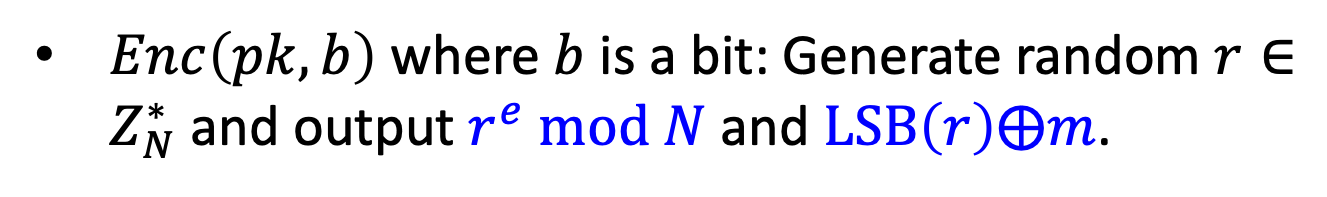 • 𝐸𝑛𝑐(𝑝𝑘, 𝑏) where 𝑏 is a bit: Generate random 𝑟 ∈
𝑍*_𝑁 and output 𝑟^𝑒 mod 𝑁 and LSB(𝑟)⊕𝑚.